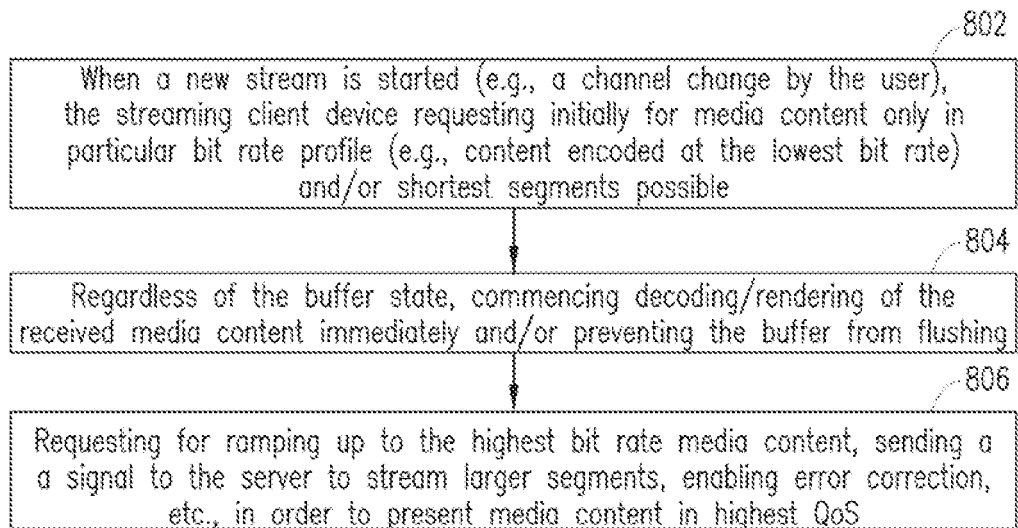 802
When a new stream is started (e.g., a channel change by the user),
the streaming client device requesting initially for media content only in
particular bit rate profile (e.g., content encoded at the lowest bit rate)
and/or shortest segments possible
804
Regardless of the buffer state, commencing decoding/rendering of the
received media content immediately and/or preventing the buffer from flushing
806
Requesting for ramping up to the highest bit rate media content, sending a
a signal to the server to stream larger segments, enabling error correction,
etc., in order to present media content in highest QoS